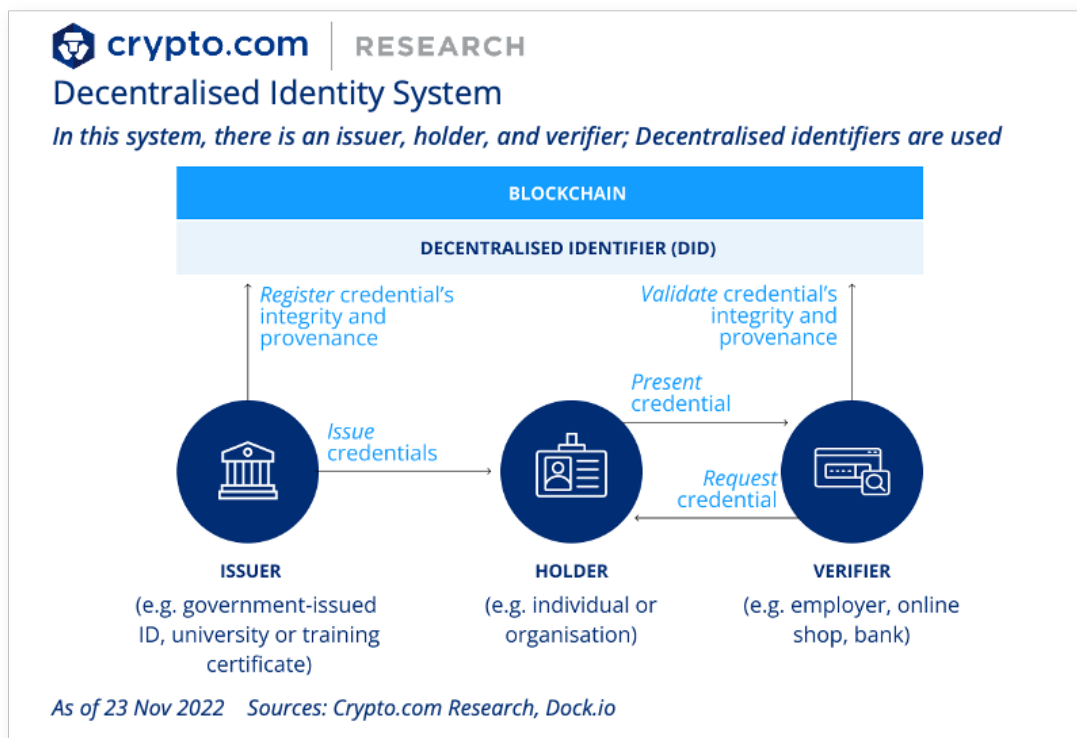 crypto.com RESEARCH
Decentralised Identity System
In this system, there is an issuer, holder, and verifier; Decentralised identifiers are used
BLOCKCHAIN
DECENTRALISED IDENTIFIER (DID)
Register credential's
integrity and
provenance
Validate credential's
integrity and
provenance
Issue
credentials
Present
credential
Request
credential
ISSUER
(e.g. government-issued
ID, university or training
certificate)
HOLDER
(e.g. individual or
organisation)
VERIFIER
(e.g. employer, online
shop, bank)
As of 23 Nov 2022 Sources: Crypto.com Research, Dock.io